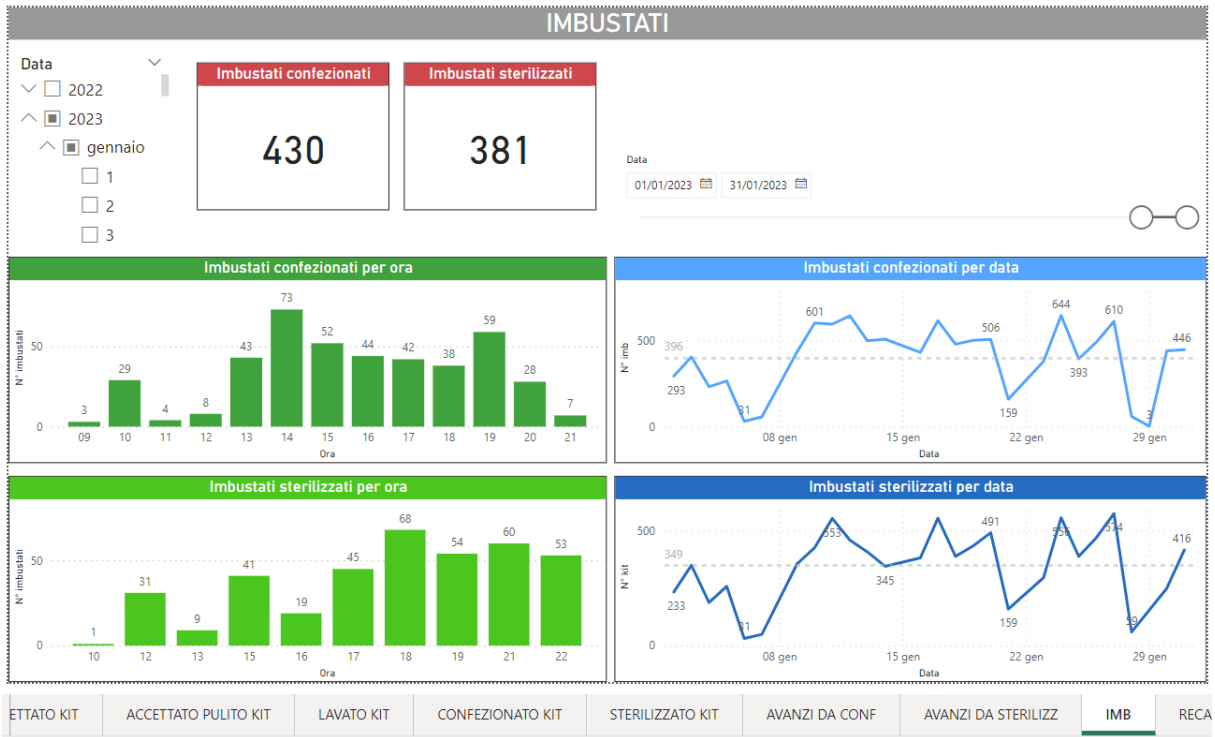 IMBUSTATI
Data
2022
2023
gennaio
1
2
3
Imbustati confezionati
430
Imbustati sterilizzati
381
Data
01/01/2023 31/01/2023
Imbustati confezionati per ora
N° imbustati
50
0
3 29 4 8 43 73 52 44 42 38 59 28 7
09 10 11 12 13 14 15 16 17 18 19 20 21
Ora
Imbustati confezionati per data
N° imb
500
0
396
293 31 601 506 159 644 393 610 3 446
08 gen 15 gen 22 gen 29 gen
Data
Imbustati sterilizzati per ora
N° imbustati
50
0
1 31 9 41 19 45 68 54 60 53
10 12 13 15 16 17 18 19 21 22
Ora
Imbustati sterilizzati per data
N° kit
500
0
349
233 31 553 345 491 159 556 574 59 416
08 gen 15 gen 22 gen 29 gen
Data
ETTATO KIT ACCETTATO PULITO KIT LAVATO KIT CONFEZIONATO KIT STERILIZZATO KIT AVANZI DA CONF AVANZI DA STERILIZZ IMB RECA